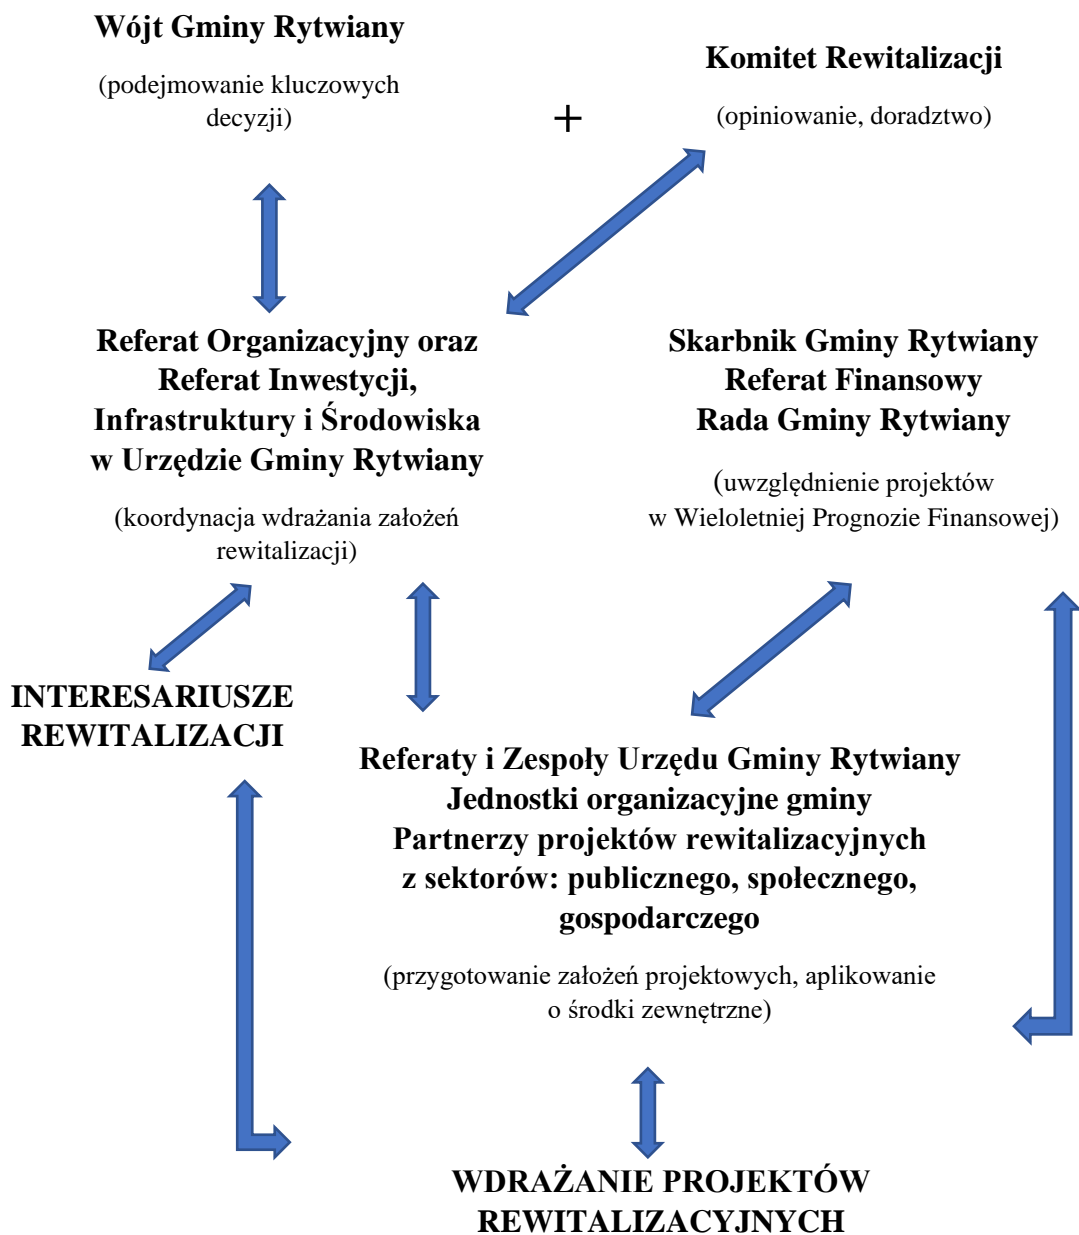 Wójt Gminy Rytwiany
(podejmowanie kluczowych
decyzji)
+
Komitet Rewitalizacji
(opiniowanie, doradztwo)
Referat Organizacyjny oraz
Referat Inwestycji,
Infrastruktury i Środowiska
w Urzędzie Gminy Rytwiany
(koordynacja wdrażania założeń
rewitalizacji)
Skarbnik Gminy Rytwiany
Referat Finansowy
Rada Gminy Rytwiany
(uwzględnienie projektów
w Wieloletniej Prognozie Finansowej)
INTERESARIUSZE
REWITALIZACJI
Referaty i Zespoły Urzędu Gminy Rytwiany
Jednostki organizacyjne gminy
Partnerzy projektów rewitalizacyjnych
z sektorów: publicznego, społecznego,
gospodarczego
(przygotowanie założeń projektowych, aplikowanie
o środki zewnętrzne)
WDRAŻANIE PROJEKTÓW
REWITALIZACYJNYCH